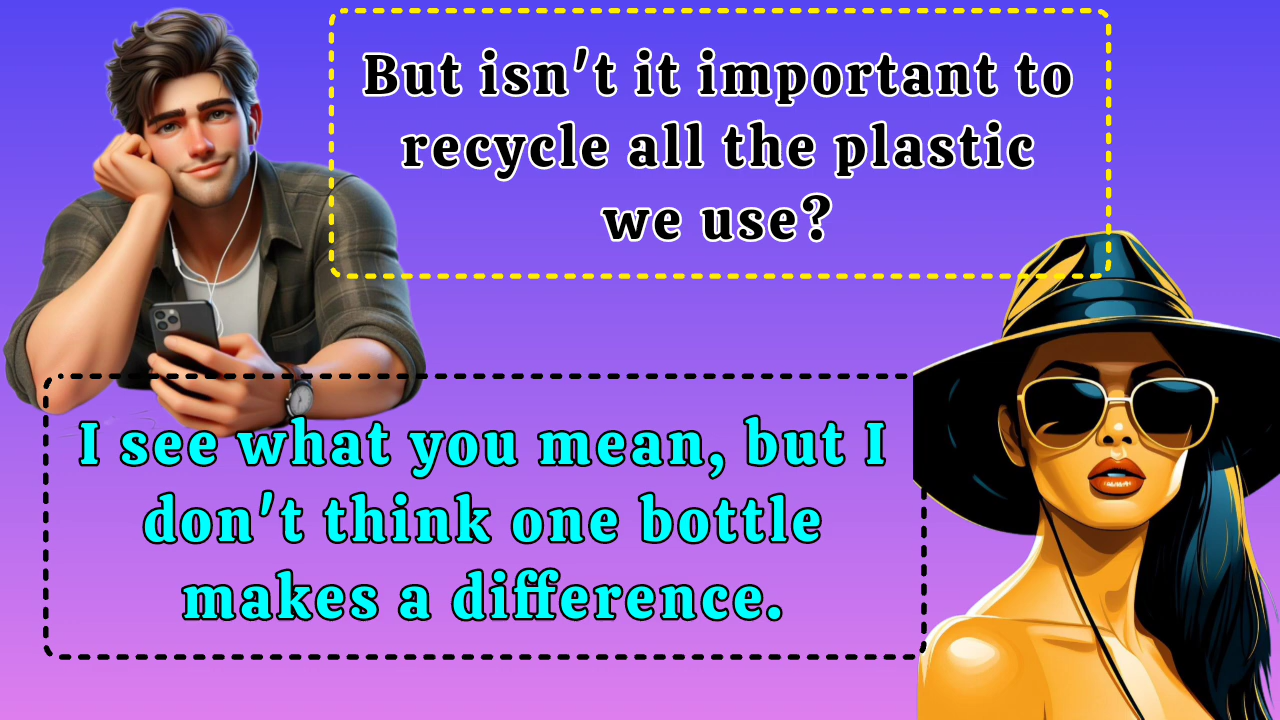 But isn't it important to
recycle all the plastic
we use?
I see what you mean, but I
don't think one bottle
makes a difference.